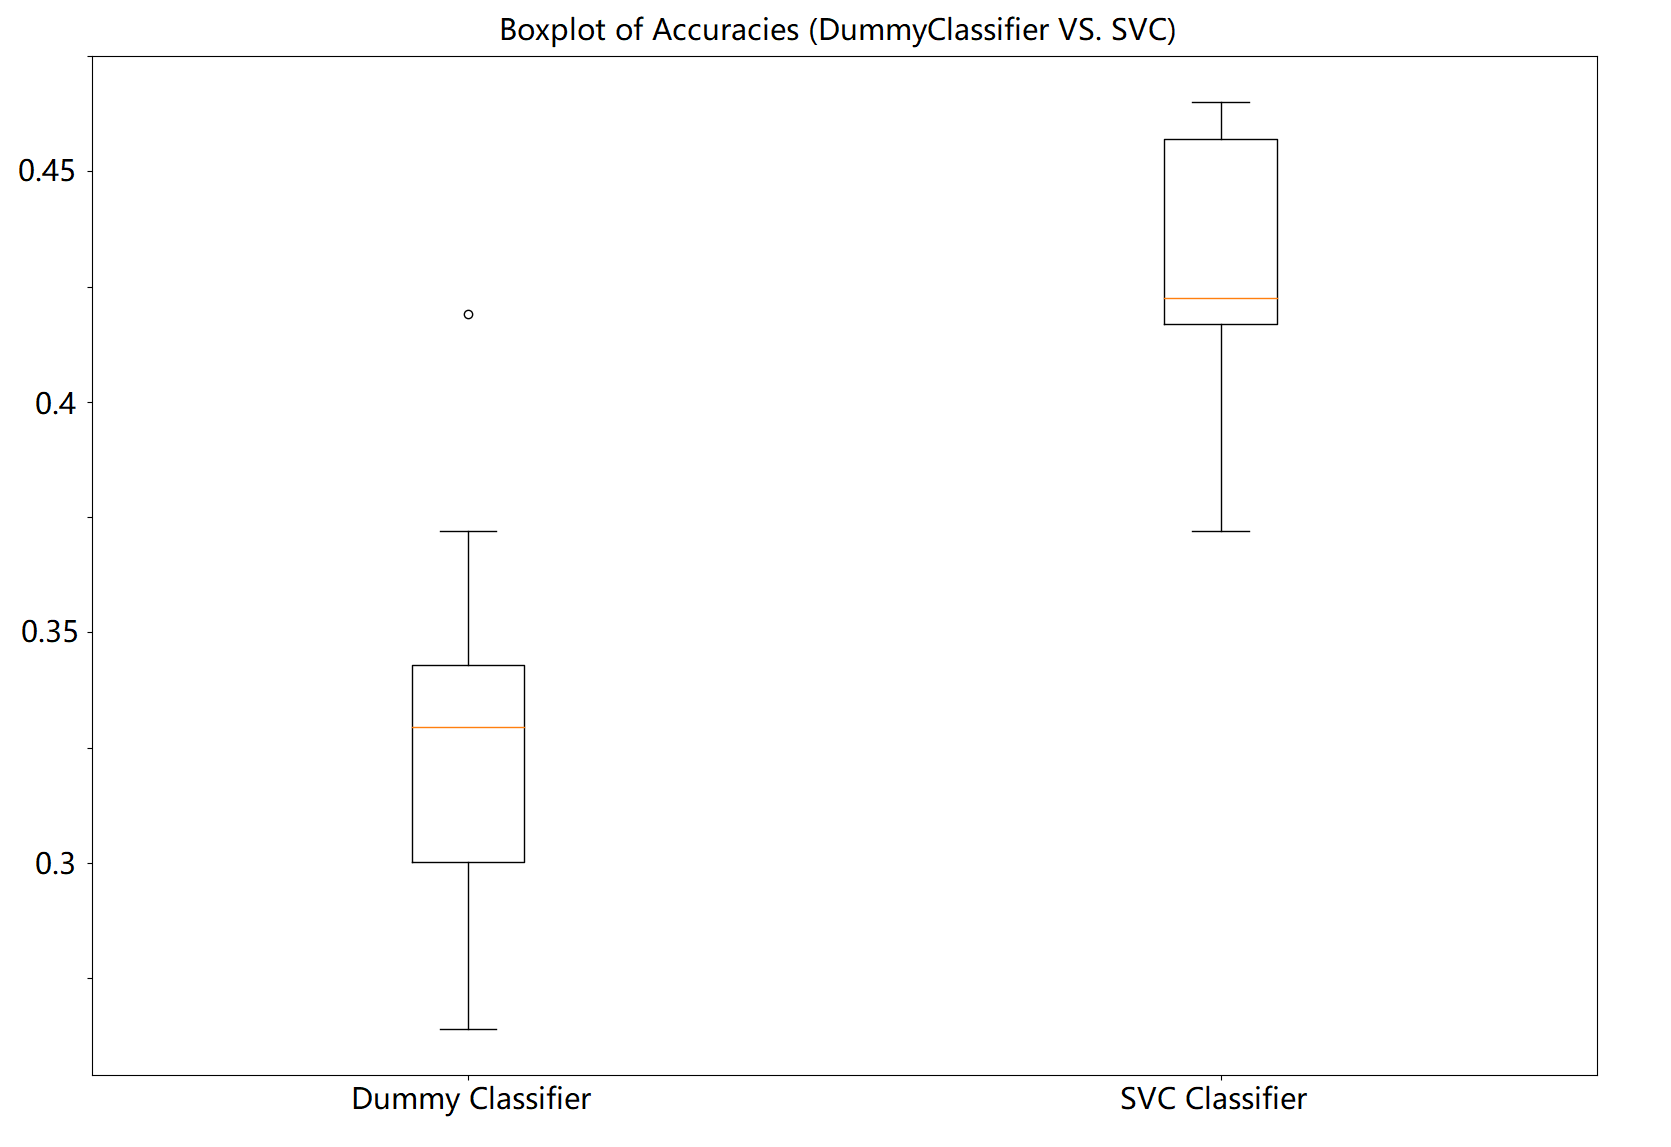 Boxplot of Accuracies (DummyClassifier VS. SVC)
0.45
0.4
0.35
0.3
Dummy Classifier
SVC Classifier